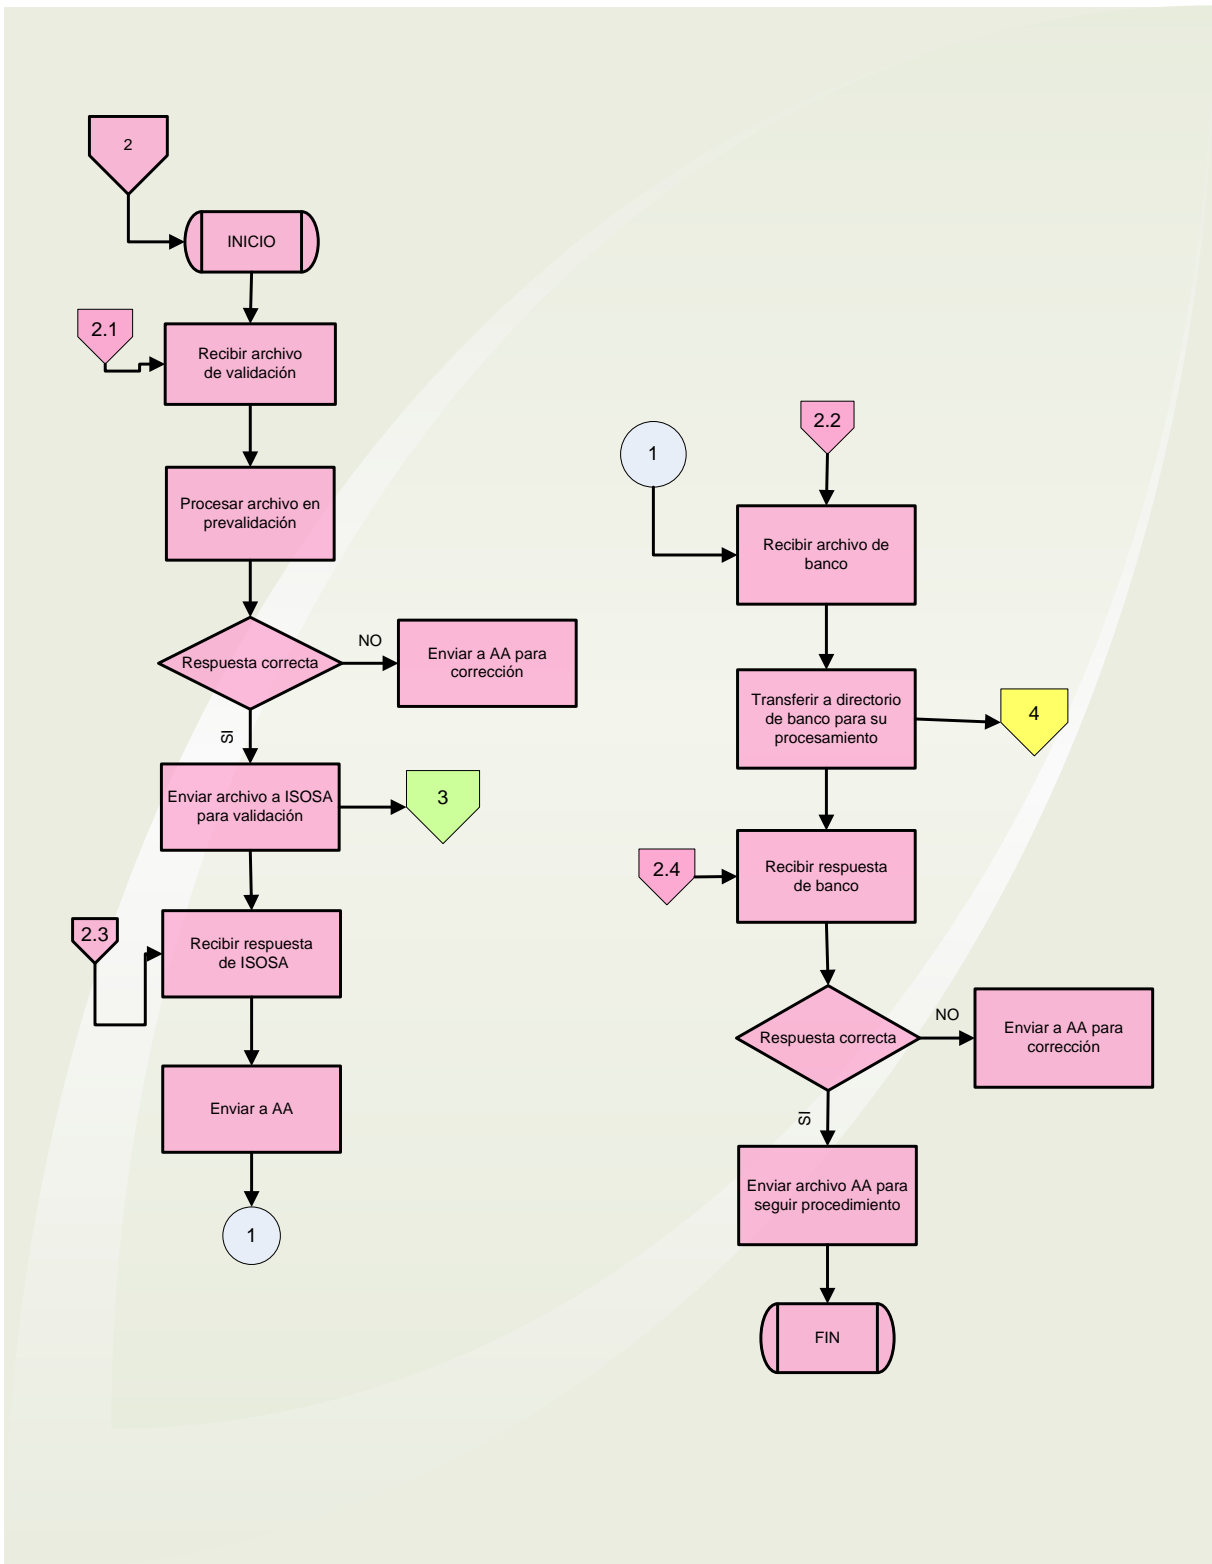 2
INICIO
2.1
Recibir archivo
de validación
Procesar archivo en
prevalidación
Respuesta correcta
NO
Enviar a AA para
corrección
SI
Enviar archivo a ISOSA
para validación
3
2.3
Recibir respuesta
de ISOSA
Enviar a AA
1
1
2.2
Recibir archivo de
banco
Transferir a directorio
de banco para su
procesamiento
4
2.4
Recibir respuesta
de banco
Respuesta correcta
NO
Enviar a AA para
corrección
SI
Enviar archivo AA para
seguir procedimiento
FIN